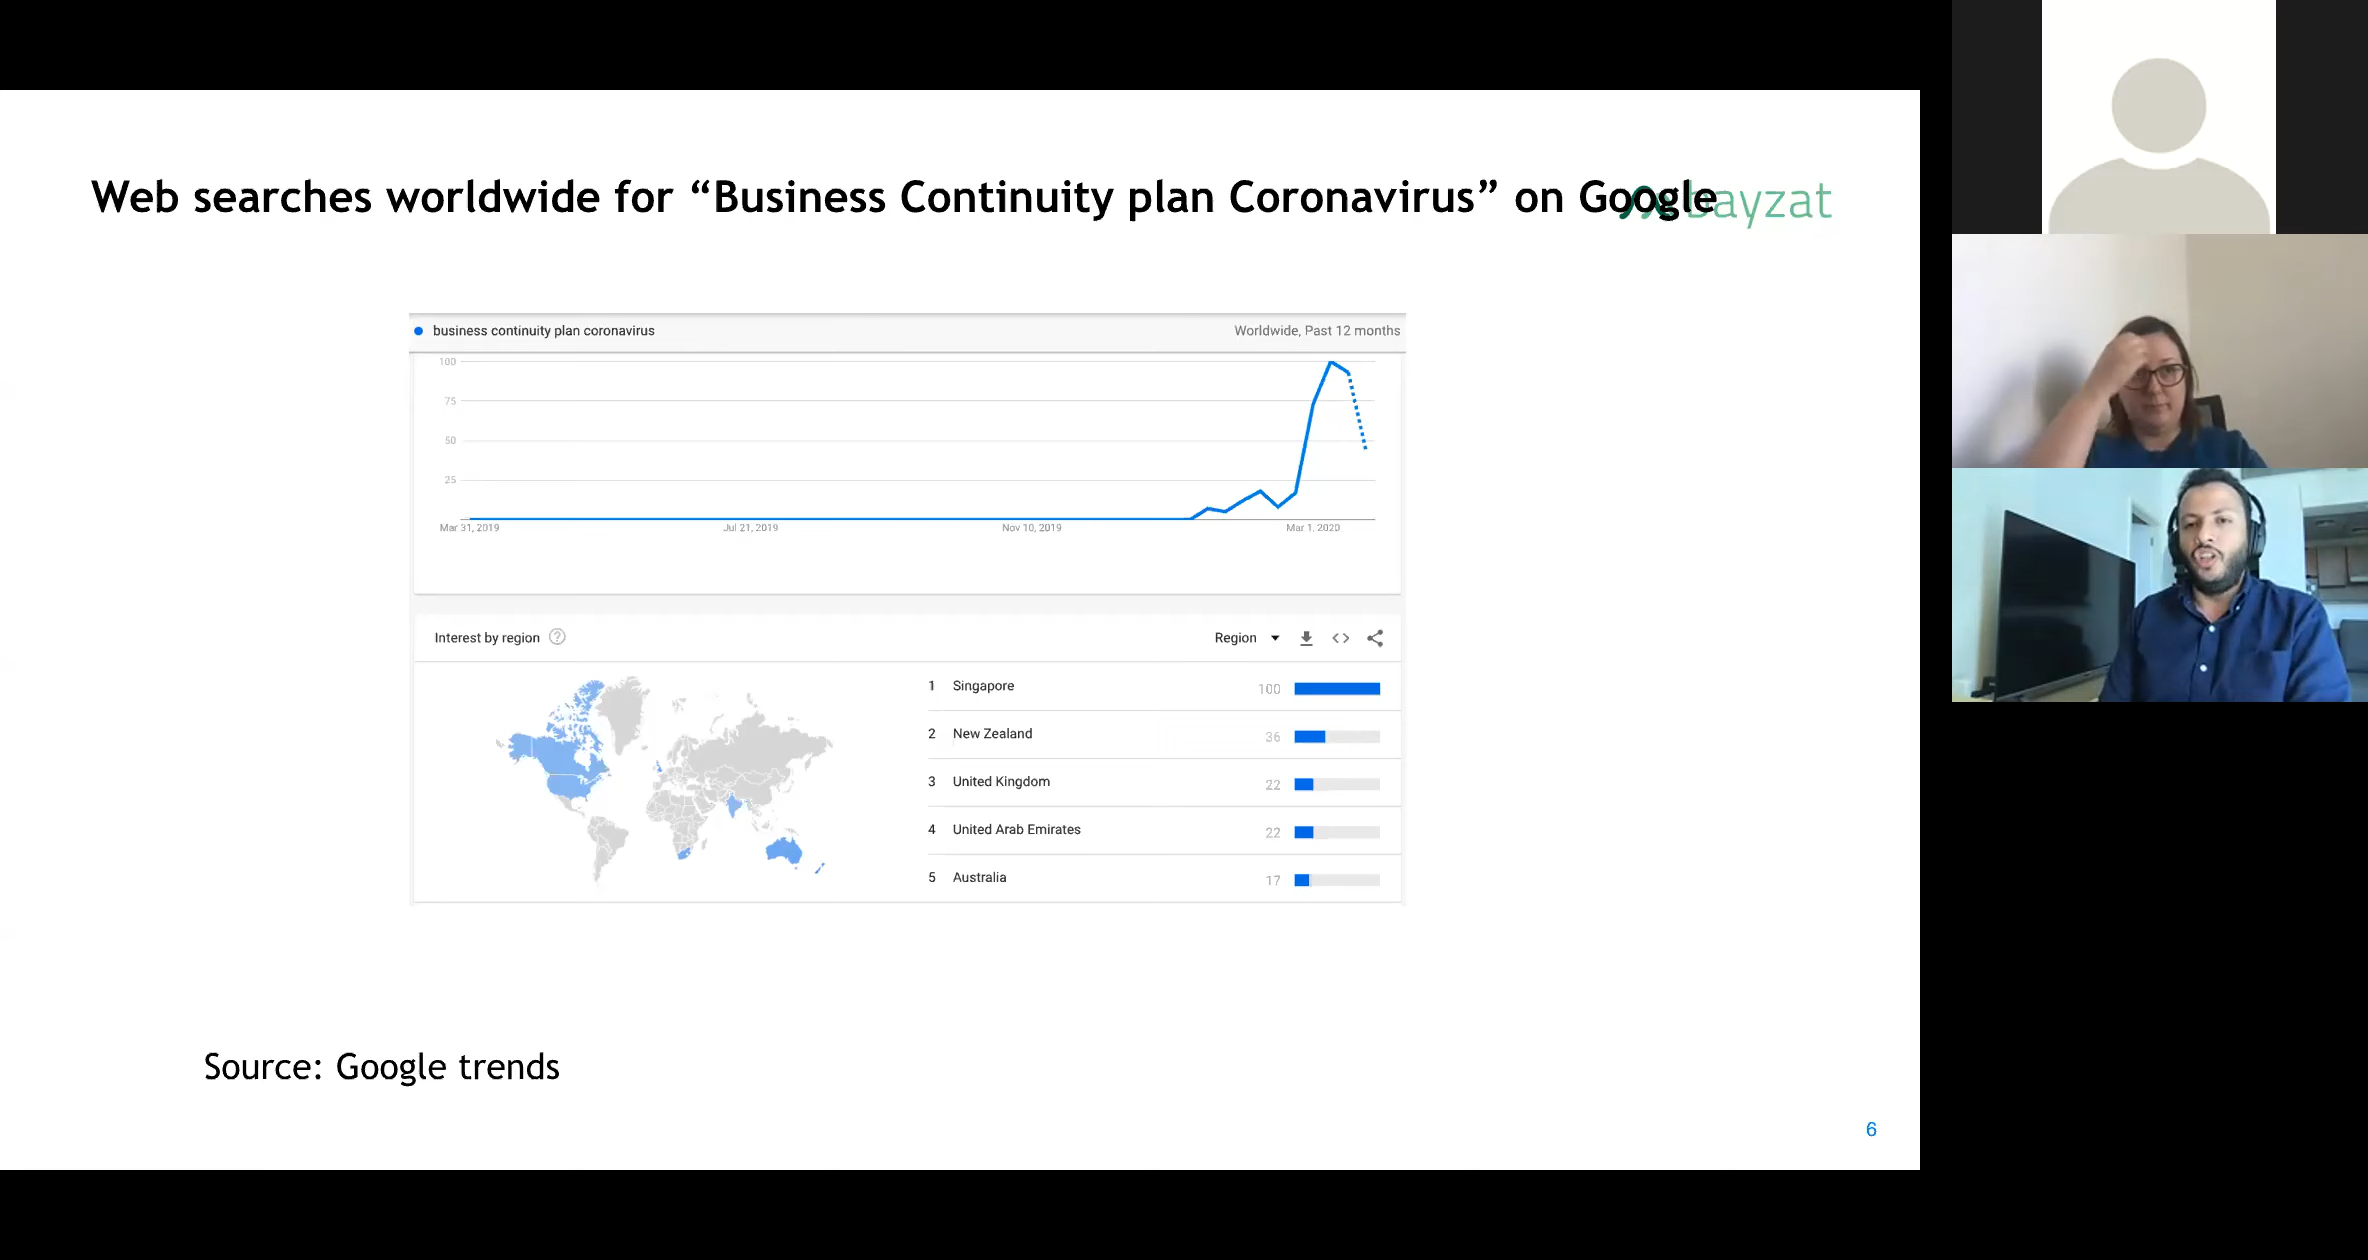 Web searches worldwide for “Business Continuity plan Coronavirus” on Google
bayzat
business continuity plan coronavirus
Worldwide, Past 12 months
100
75
50
25
Mar 31, 2019
Jul 21, 2019
Nov 10, 2019
Mar 1, 2020
Interest by region ?
Region
1 Singapore 100
2 New Zealand 36
3 United Kingdom 22
4 United Arab Emirates 22
5 Australia 17
Source: Google trends
6